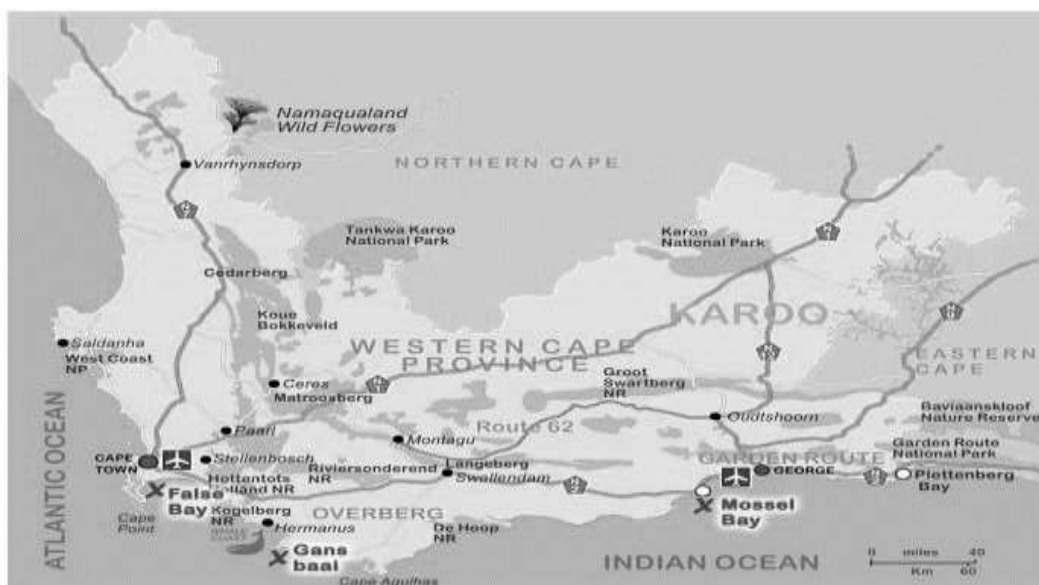 Namaqualand
Wild Flowers
Vanrhynsdorp
NORTHERN CAPE
Tankwa Karoo
National Park
Karoo
National Park
Cedarberg
Koue
Bokkeveld
KAROO
Saldanha
West Coast
NP
WESTERN CAPE
PROVINCE
EASTERN
CAPE
Ceres
Matroosberg
Groot
Swartberg
NR
Oudtshoorn
Baviaanskloof
Nature Reserve
Route 62
Paarl
Montagu
ATLANTIC OCEAN
CAPE
TOWN
Stellenbosch
Riviersonderend
NR
Langeberg
Swellendam
GARDEN ROUTE
GEORGE
Garden Route
National Park
Plettenberg
Bay
Hottentots
Holland NR
False
Bay
Kogelberg
NR
Cape
Point
Hermanus
OVERBERG
De Hoop
NR
Mossel
Bay
Gans
baai
Cape Agulhas
INDIAN OCEAN
0 miles 40
Km 60